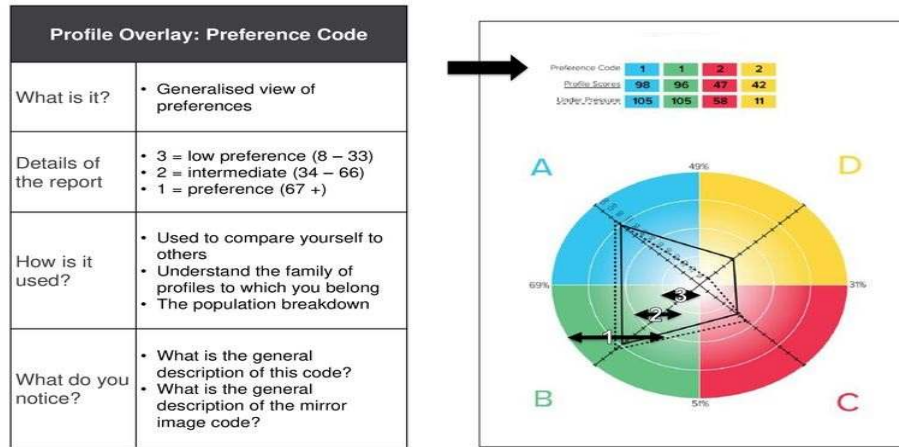 Profile Overlay: Preference Code
What is it?
• Generalised view of
preferences
Details of
the report
• 3 = low preference (8 – 33)
• 2 = intermediate (34 – 66)
• 1 = preference (67 +)
How is it
used?
• Used to compare yourself to
others
• Understand the family of
profiles to which you belong
• The population breakdown
What do you
notice?
• What is the general
description of this code?
• What is the general
description of the mirror
image code?
Preference Code 1 1 2 2
Profile Scores 98 96 47 42
Under Pressure 105 105 58 11
A
49%
D
69%
31%
3
2
1
B
51%
C